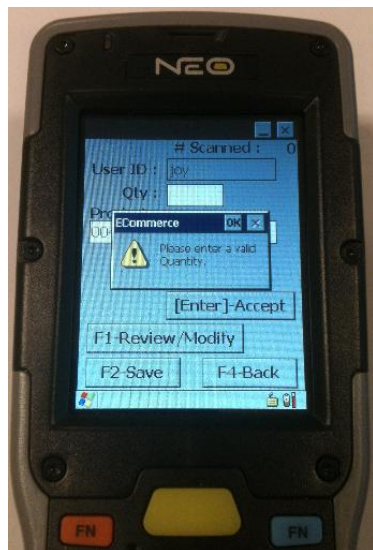 NEO
# Scanned : 0
User ID : joy
Qty :
ECommerce OK
Please enter a valid
Quantity.
[Enter]-Accept
F1-Review/Modify
F2-Save F4-Back
FN FN